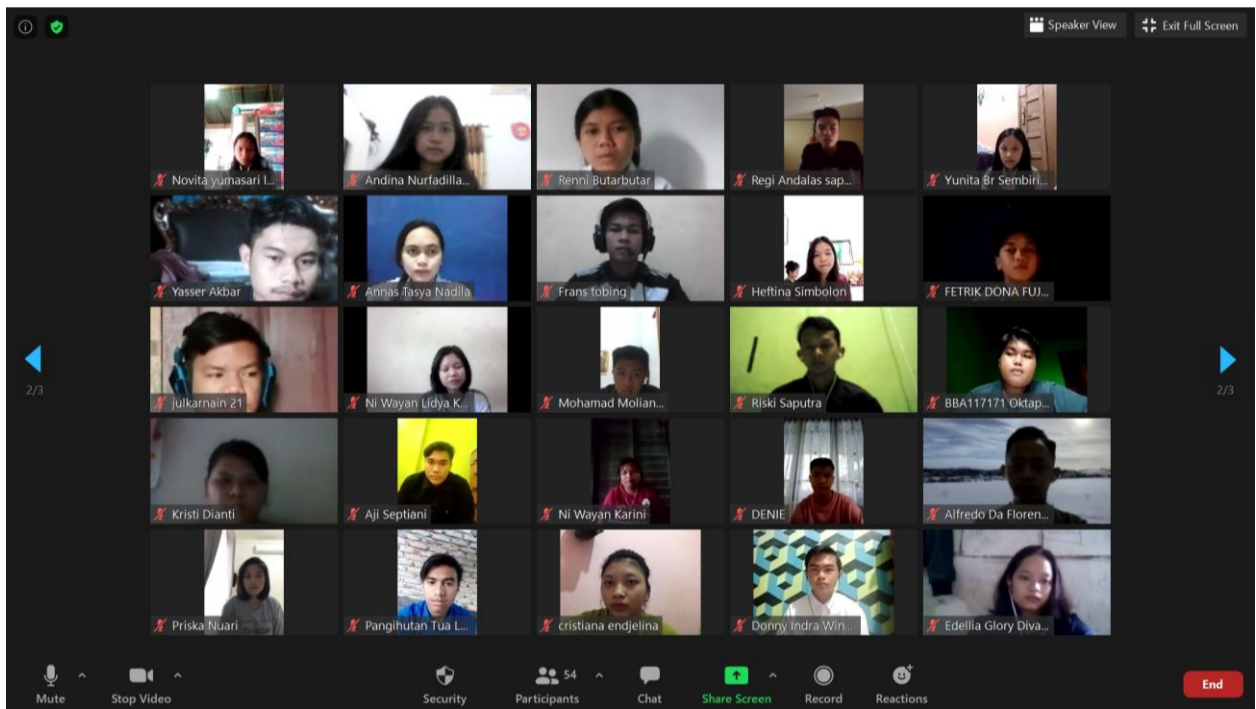 Speaker View
Exit Full Screen
Novita yumasari l...
Andina Nurfadilla...
Renni Butarbutar
Regi Andalas sap...
Yunita Br Sembiri...
Yasser Akbar
Annas Tasya Nadila
Frans tobing
Heftina Simbolon
FETRIK DONA FUJ...
julkarnain 21
Ni Wayan Lidya K...
Mohamad Molian...
Riski Saputra
BBA117171 Oktap...
2/3
2/3
Kristi Dianti
Aji Septiani
Ni Wayan Karini
DENIE
Alfredo Da Floren...
Priska Nuari
Pangihutan Tua L...
cristiana endjelina
Donny Indra Win...
Edellia Glory Diva...
Mute
Stop Video
Security
54
Participants
Chat
Share Screen
Record
Reactions
End